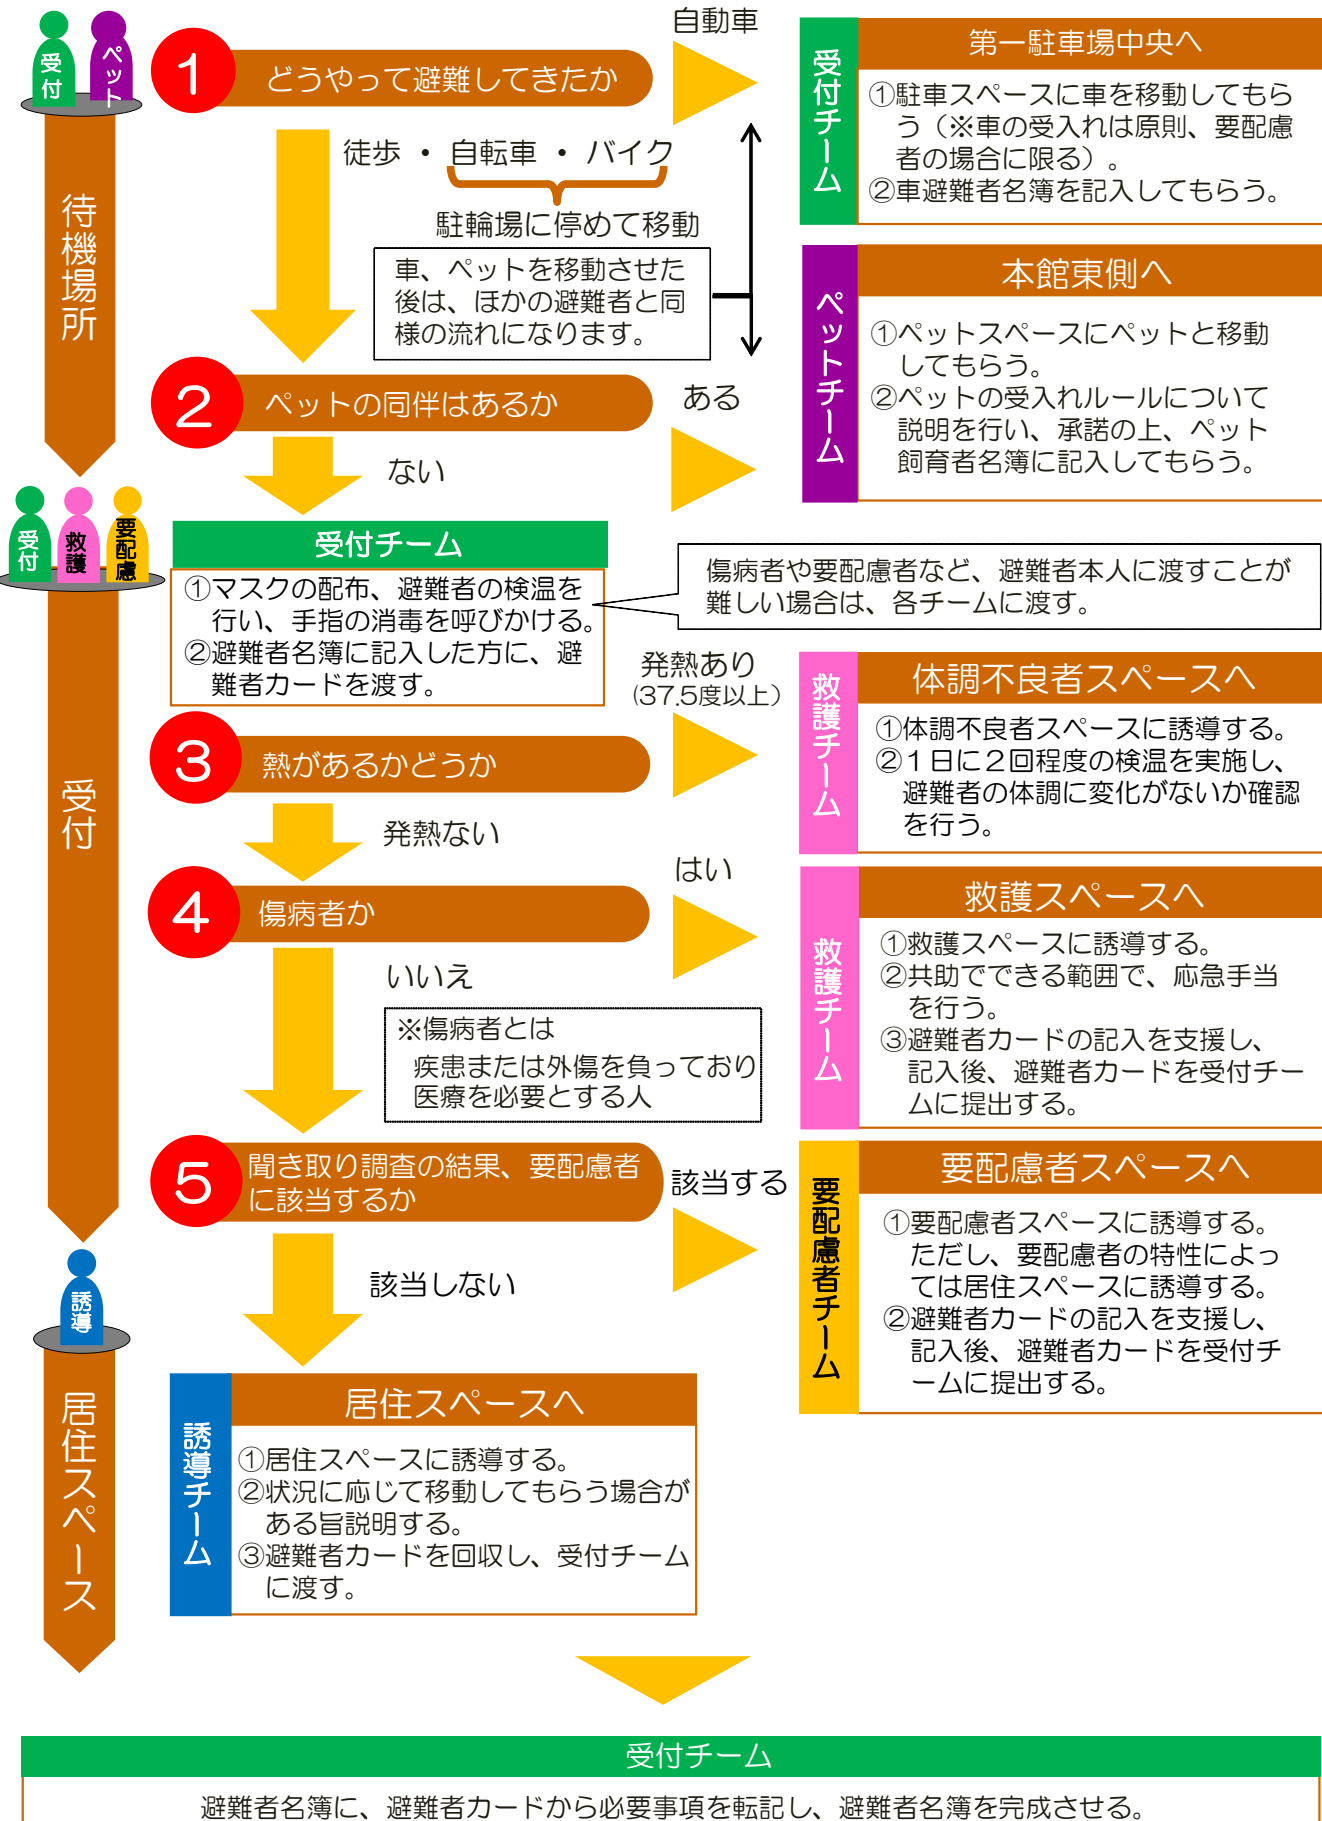 受付
ペット
待機場所
1
どうやって避難してきたか
自動車
徒歩 ・ 自転車 ・ バイク
駐輪場に停めて移動
車、ペットを移動させた
後は、ほかの避難者と同
様の流れになります。
受付チーム
第一駐車場中央へ
①駐車スペースに車を移動してもら
う（※車の受入れは原則、要配慮
者の場合に限る）。
②車避難者名簿を記入してもらう。
2
ペットの同伴はあるか
ある
ない
ペットチーム
本館東側へ
①ペットスペースにペットと移動
してもらう。
②ペットの受入れルールについて
説明を行い、承諾の上、ペット
飼育者名簿に記入してもらう。
受付
救護
要配慮
受付
受付チーム
①マスクの配布、避難者の検温を
行い、手指の消毒を呼びかける。
②避難者名簿に記入した方に、避
難者カードを渡す。
傷病者や要配慮者など、避難者本人に渡すことが
難しい場合は、各チームに渡す。
3
熱があるかどうか
発熱あり
（37.5度以上）
発熱ない
救護チーム
体調不良者スペースへ
①体調不良者スペースに誘導する。
②１日に２回程度の検温を実施し、
避難者の体調に変化がないか確認
を行う。
4
傷病者か
はい
いいえ
※傷病者とは
疾患または外傷を負っており
医療を必要とする人
救護チーム
救護スペースへ
①救護スペースに誘導する。
②共助でできる範囲で、応急手当
を行う。
③避難者カードの記入を支援し、
記入後、避難者カードを受付チー
ムに提出する。
5
聞き取り調査の結果、要配慮者
に該当するか
該当する
該当しない
要配慮者チーム
要配慮者スペースへ
①要配慮者スペースに誘導する。
ただし、要配慮者の特性によっ
ては居住スペースに誘導する。
②避難者カードの記入を支援し、
記入後、避難者カードを受付チ
ームに提出する。
誘導
居住スペース
誘導チーム
居住スペースへ
①居住スペースに誘導する。
②状況に応じて移動してもらう場合が
ある旨説明する。
③避難者カードを回収し、受付チーム
に渡す。
受付チーム
避難者名簿に、避難者カードから必要事項を転記し、避難者名簿を完成させる。